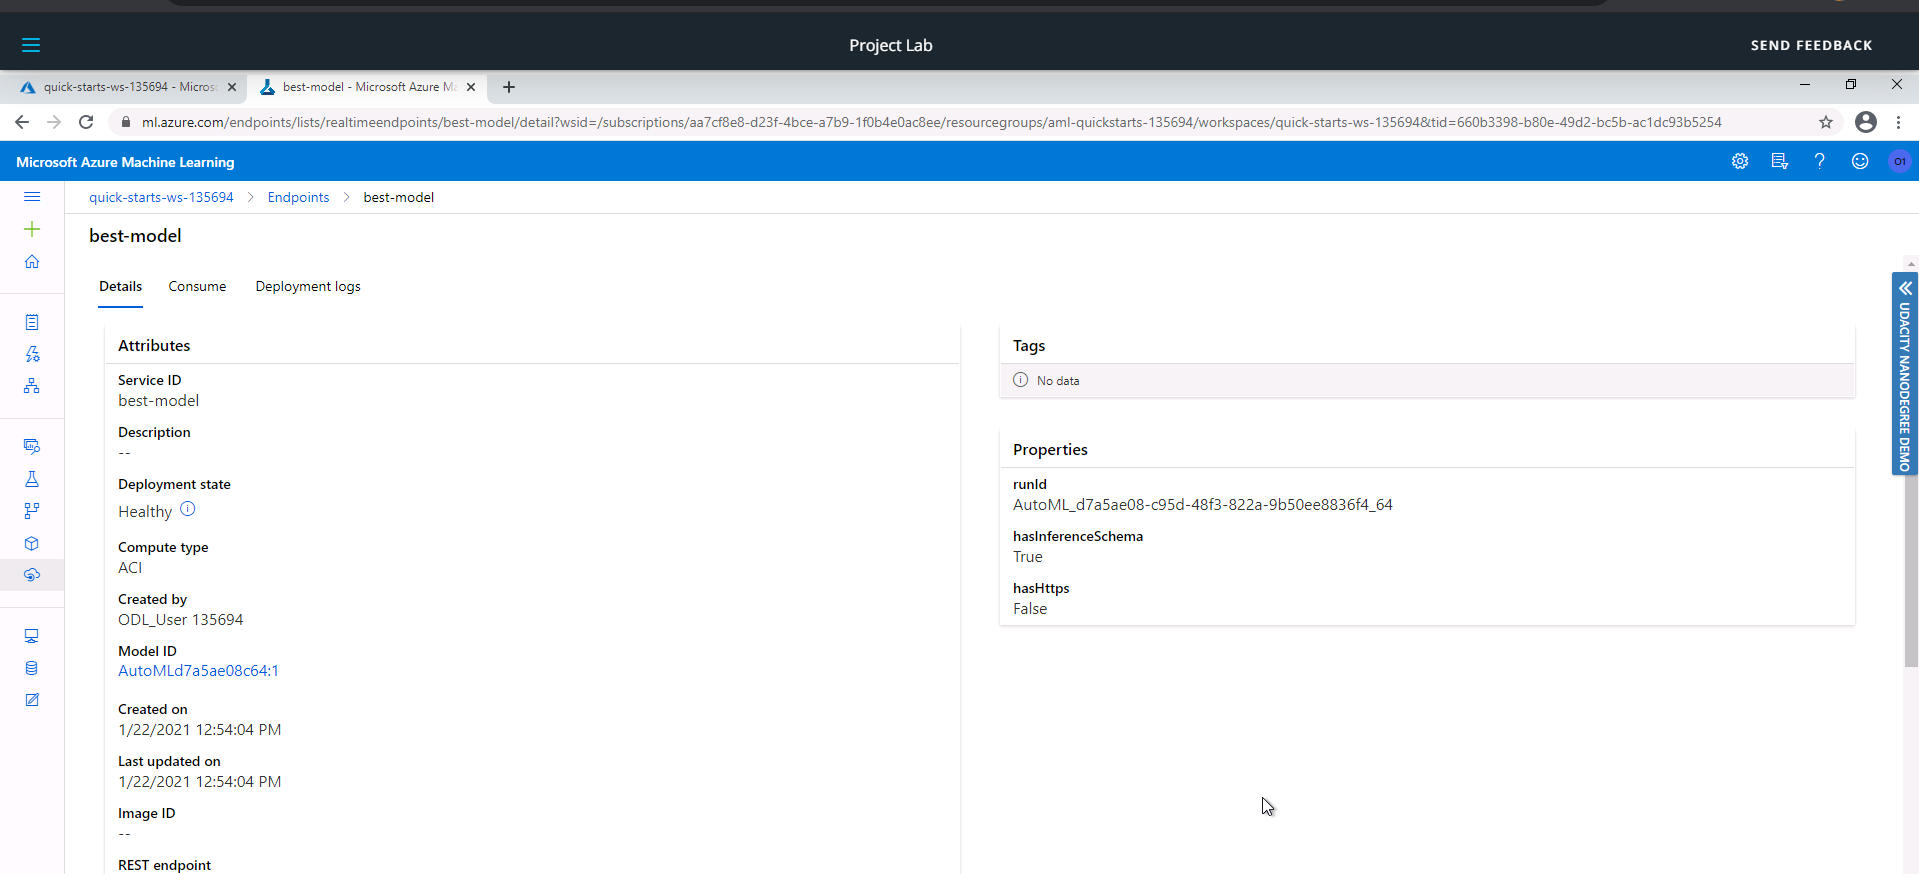 Project Lab
SEND FEEDBACK
quick-starts-ws-135694 - Micros
best-model - Microsoft Azure Ma
ml.azure.com/endpoints/lists/realtimeendpoints/best-model/detail?wsid=/subscriptions/aa7cf8e8-d23f-4bce-a7b9-1f0b4e0ac8ee/resourcegroups/aml-quickstarts-135694/workspaces/quick-starts-ws-135694&tid=660b3398-b80e-49d2-bc5b-ac1dc93b5254
Microsoft Azure Machine Learning
O1
quick-starts-ws-135694 > Endpoints > best-model
best-model
Details
Consume
Deployment logs
Attributes
Service ID
best-model
Description
--
Deployment state
Healthy
Compute type
ACI
Created by
ODL_User 135694
Model ID
AutoMLd7a5ae08c64:1
Created on
1/22/2021 12:54:04 PM
Last updated on
1/22/2021 12:54:04 PM
Image ID
--
REST endpoint
Tags
No data
Properties
runId
AutoML_d7a5ae08-c95d-48f3-822a-9b50ee8836f4_64
hasInferenceSchema
True
hasHttps
False
UDACITY NANODEGREE DEMO